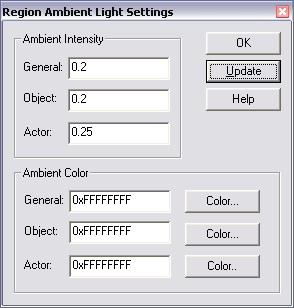 Region Ambient Light Settings
Ambient Intensity
General: 0.2
Object: 0.2
Actor: 0.25
OK
Update
Help
Ambient Color
General: 0xFFFFFFFF Color...
Object: 0xFFFFFFFF Color...
Actor: 0xFFFFFFFF Color..